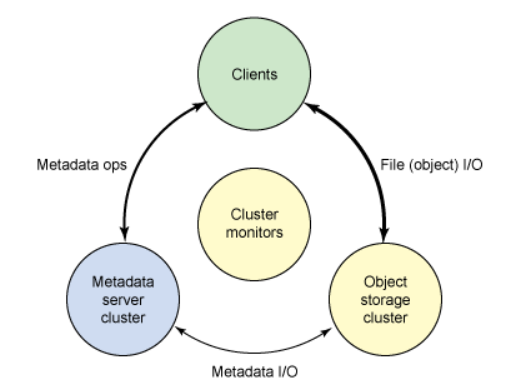 Clients
Metadata ops
File (object) I/O
Cluster
monitors
Metadata
server
cluster
Object
storage
cluster
Metadata I/O